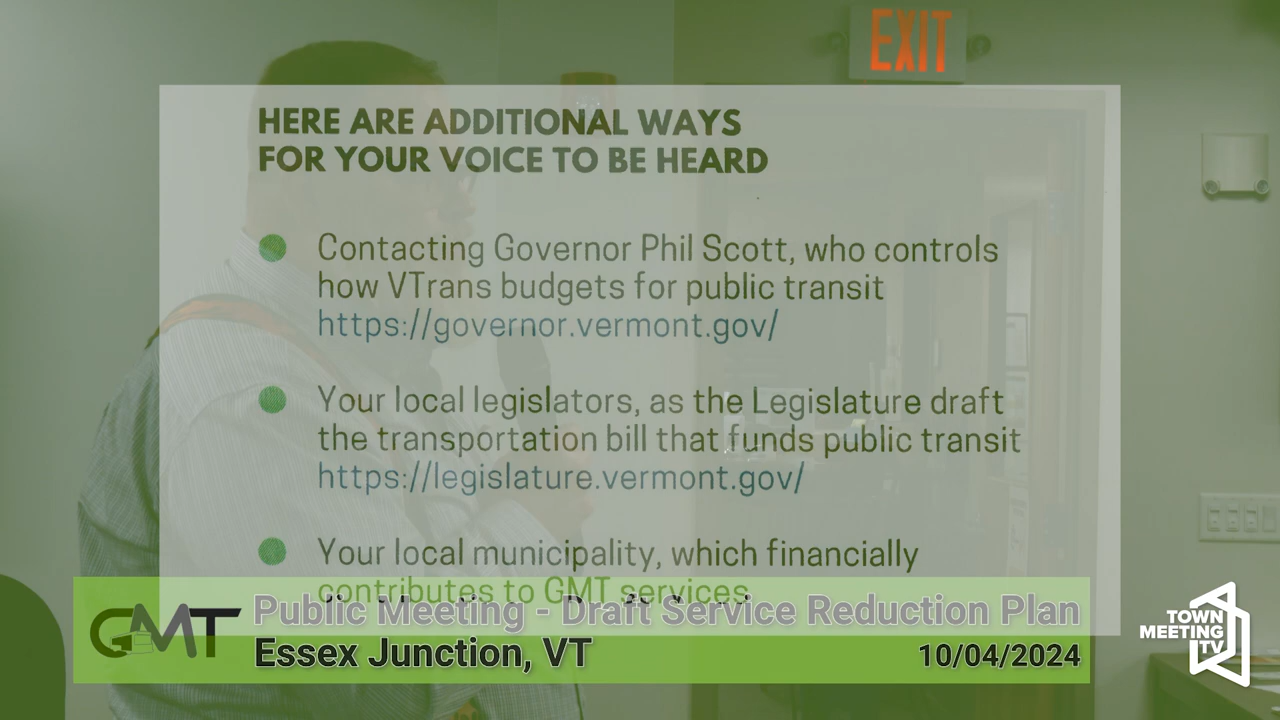 EXIT
HERE ARE ADDITIONAL WAYS
FOR YOUR VOICE TO BE HEARD
Contacting Governor Phil Scott, who controls
how VTrans budgets for public transit
https://governor.vermont.gov/
Your local legislators, as the Legislature draft
the transportation bill that funds public transit
https://legislature.vermont.gov/
Your local municipality, which financially
contributes to GMT services
GMT
Public Meeting - Draft Service Reduction Plan
Essex Junction, VT
10/04/2024
TOWN
MEETING
TV